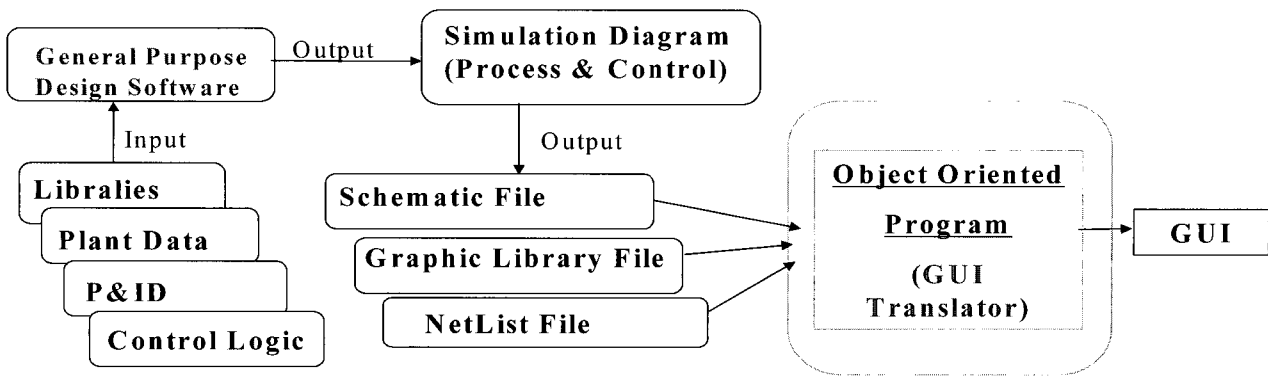 General Purpose
Design Software
Output
Simulation Diagram
(Process & Control)
Input
Output
Libralies
Plant Data
P&ID
Control Logic
Schematic File
Graphic Library File
NetList File
Object Oriented
Program
(GUI
Translator)
GUI